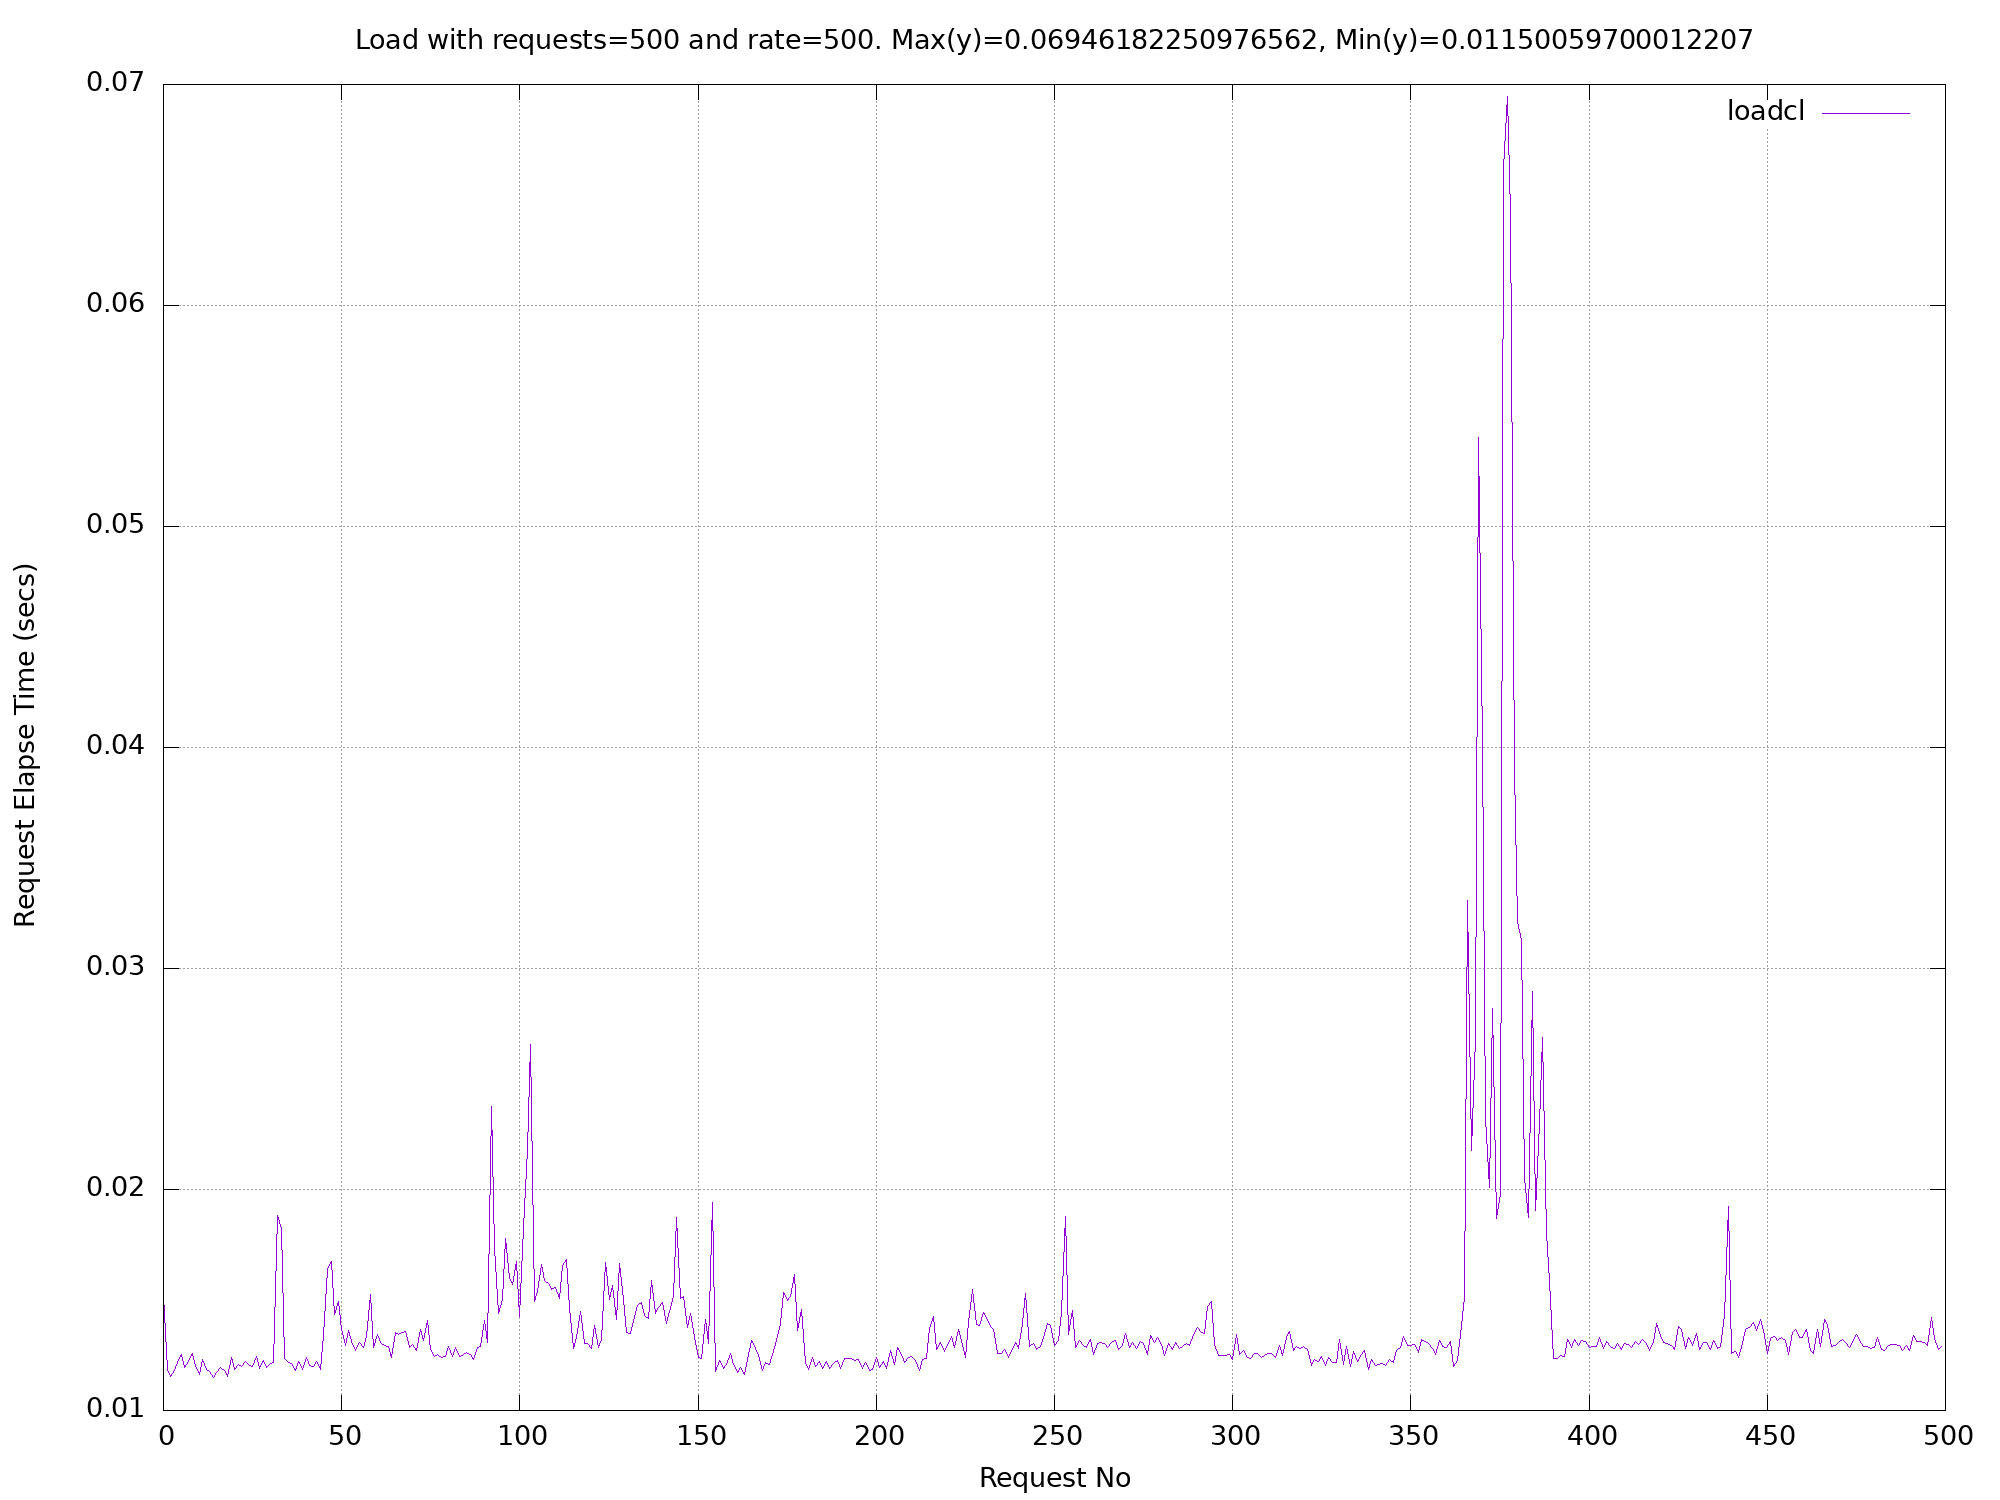 Load with requests=500 and rate=500. Max(y)=0.06946182250976562, Min(y)=0.01150059700012207
loadcl
0.07
0.06
0.05
0.04
0.03
0.02
0.01
Request Elapse Time (secs)
0 50 100 150 200 250 300 350 400 450 500
Request No